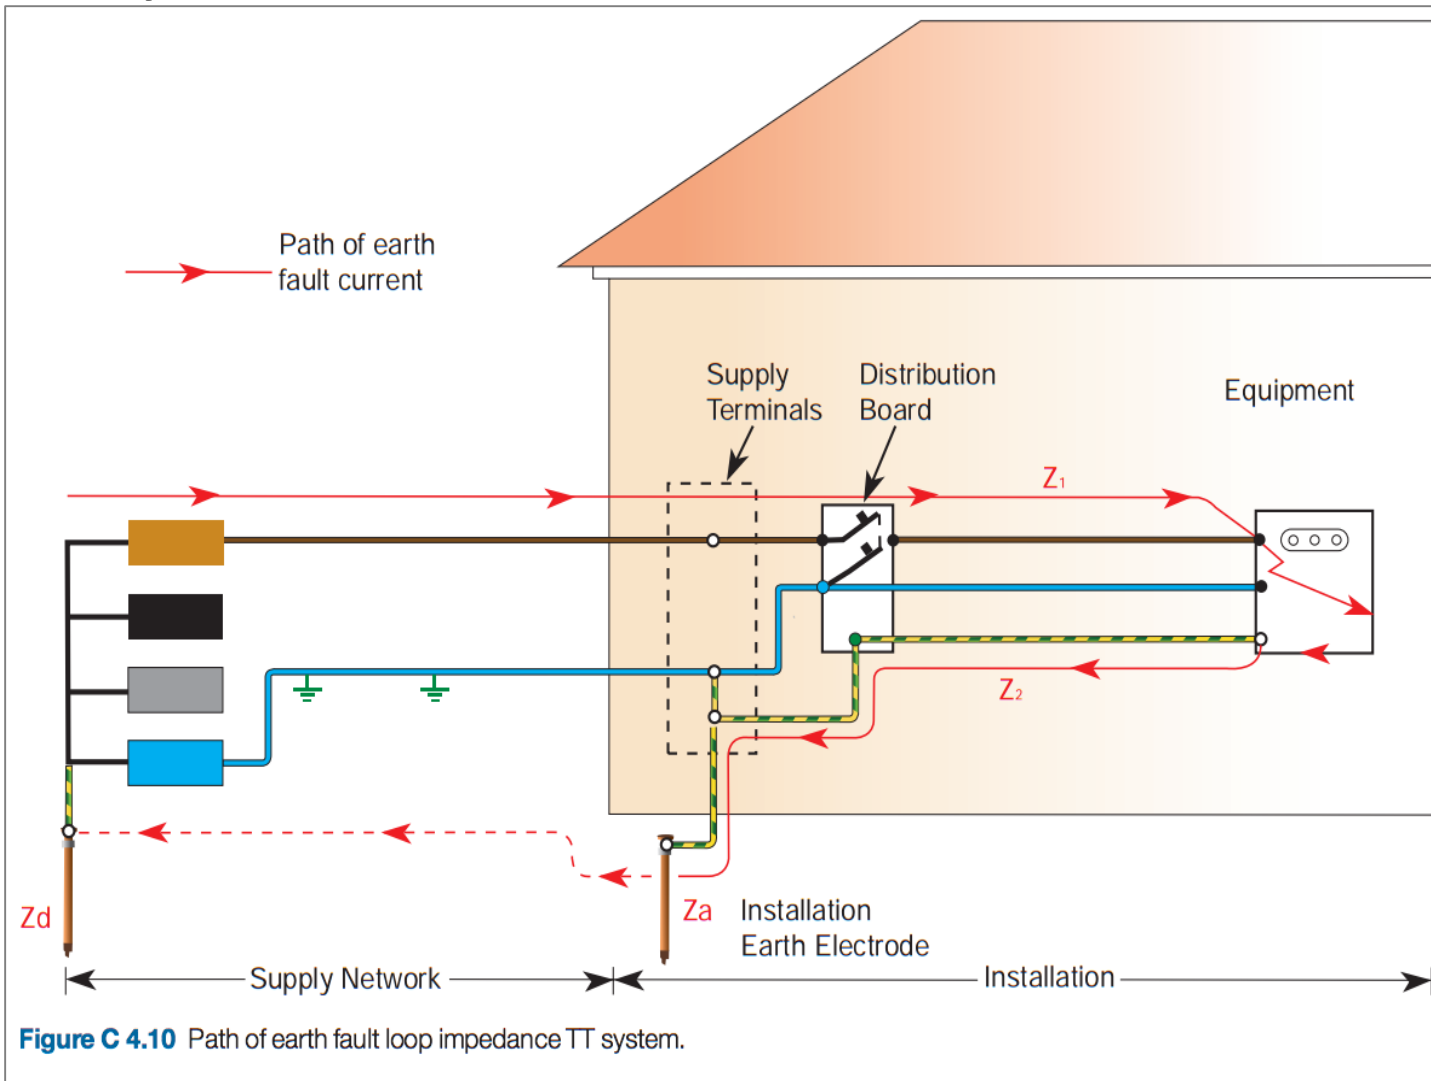 Path of earth
fault current
Supply
Terminals
Distribution
Board
Equipment
Z1
Z2
Zd
Za
Installation
Earth Electrode
Supply Network
Installation
Figure C 4.10 Path of earth fault loop impedance TT system.